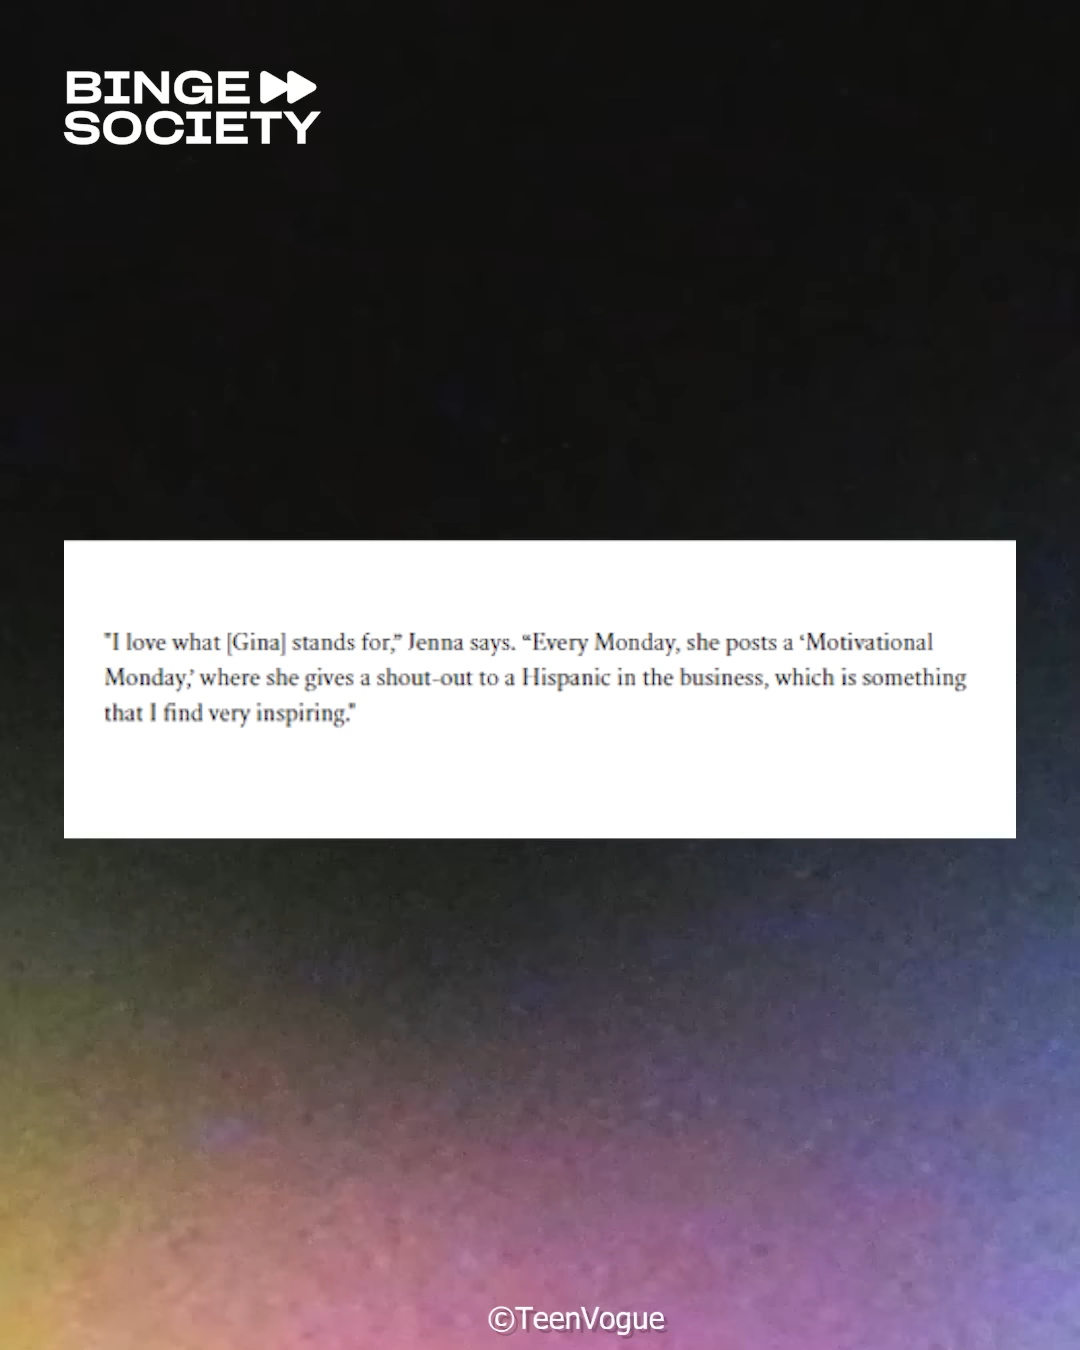 BINGE
SOCIETY
"I love what [Gina] stands for,” Jenna says. “Every Monday, she posts a ‘Motivational
Monday,’ where she gives a shout-out to a Hispanic in the business, which is something
that I find very inspiring."
©TeenVogue